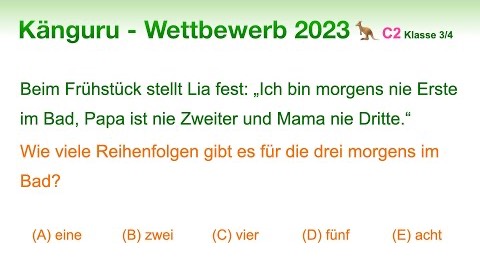 Känguru - Wettbewerb 2023 🦘 C2 Klasse 3/4
Beim Frühstück stellt Lia fest: „Ich bin morgens nie Erste
im Bad, Papa ist nie Zweiter und Mama nie Dritte.“
Wie viele Reihenfolgen gibt es für die drei morgens im
Bad?
(A) eine (B) zwei (C) vier (D) fünf (E) acht